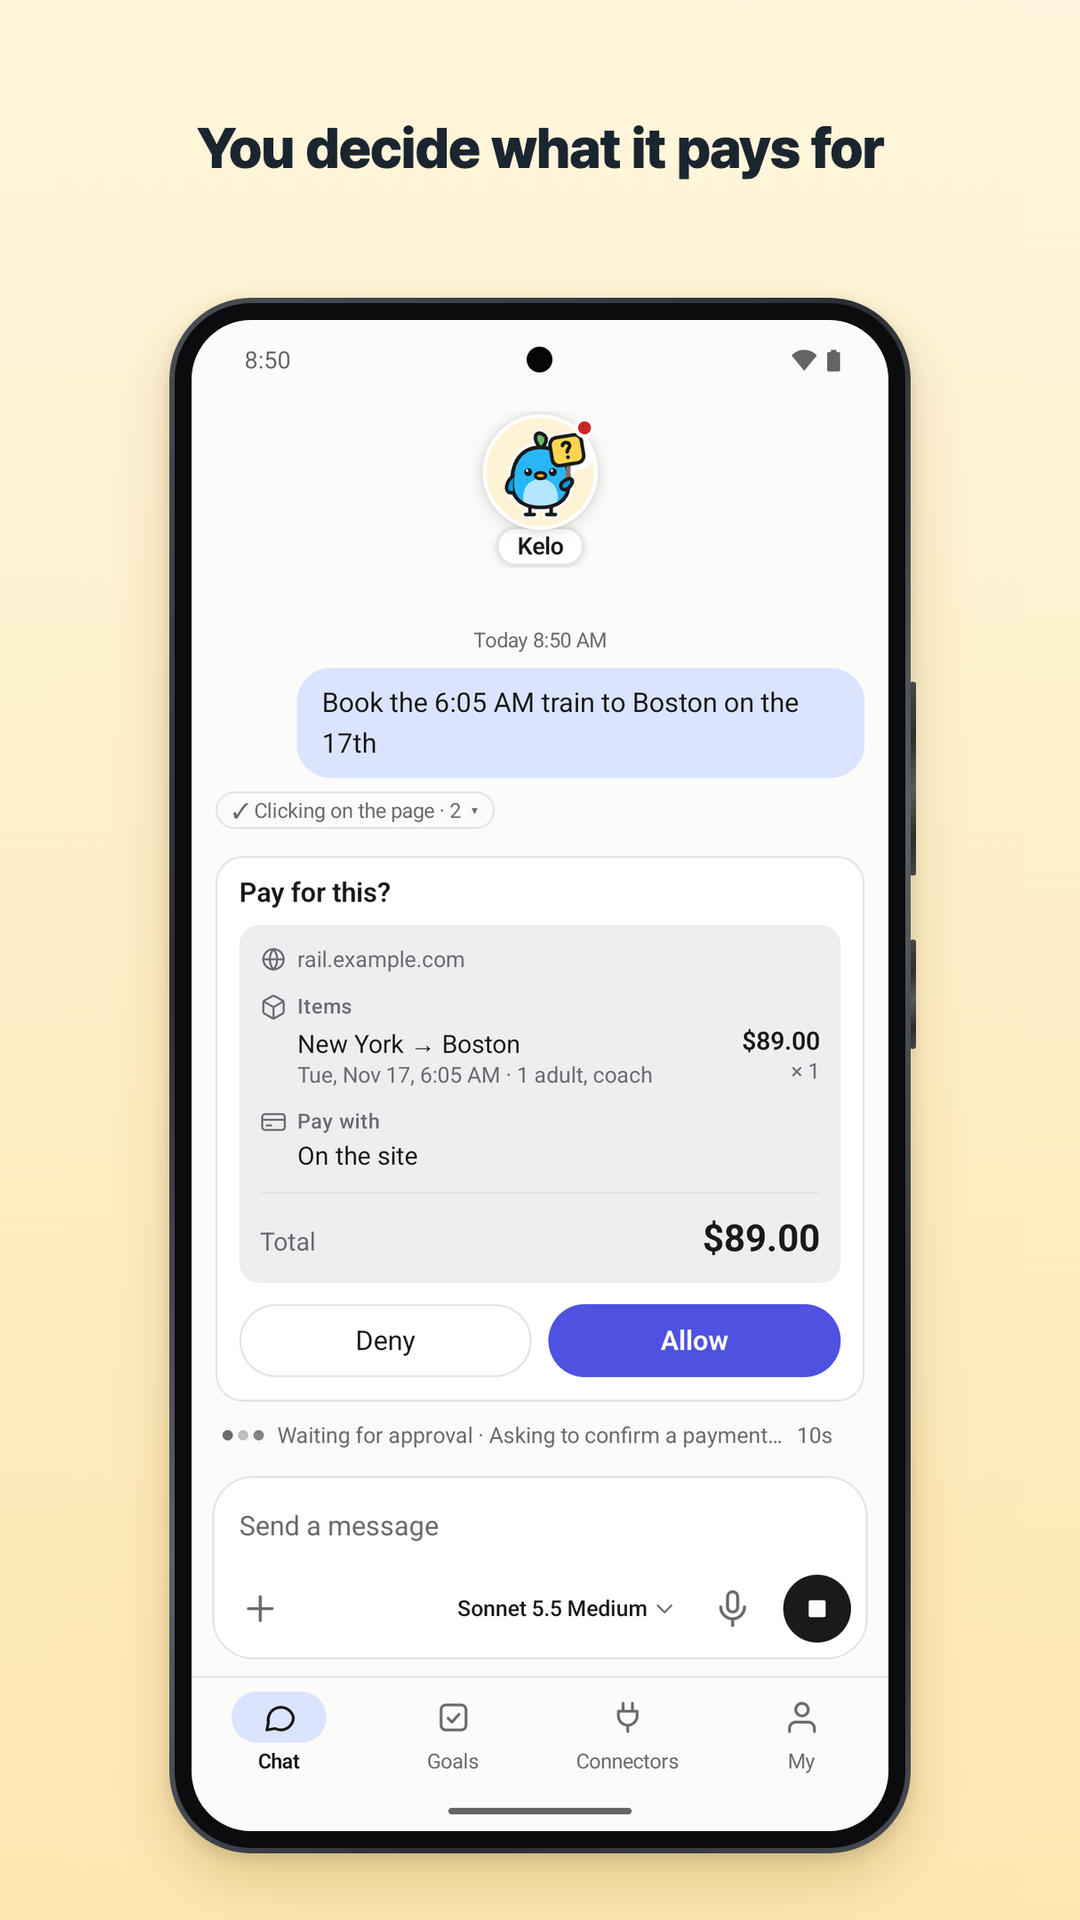 You decide what it pays for
8:50
?
Kelo
Today 8:50 AM
Book the 6:05 AM train to Boston on the
17th
✓ Clicking on the page · 2 ▾
Pay for this?
rail.example.com
Items
New York → Boston $89.00
Tue, Nov 17, 6:05 AM · 1 adult, coach × 1
Pay with
On the site
Total $89.00
Deny Allow
Waiting for approval · Asking to confirm a payment… 10s
Send a message
Sonnet 5.5 Medium
Chat Goals Connectors My